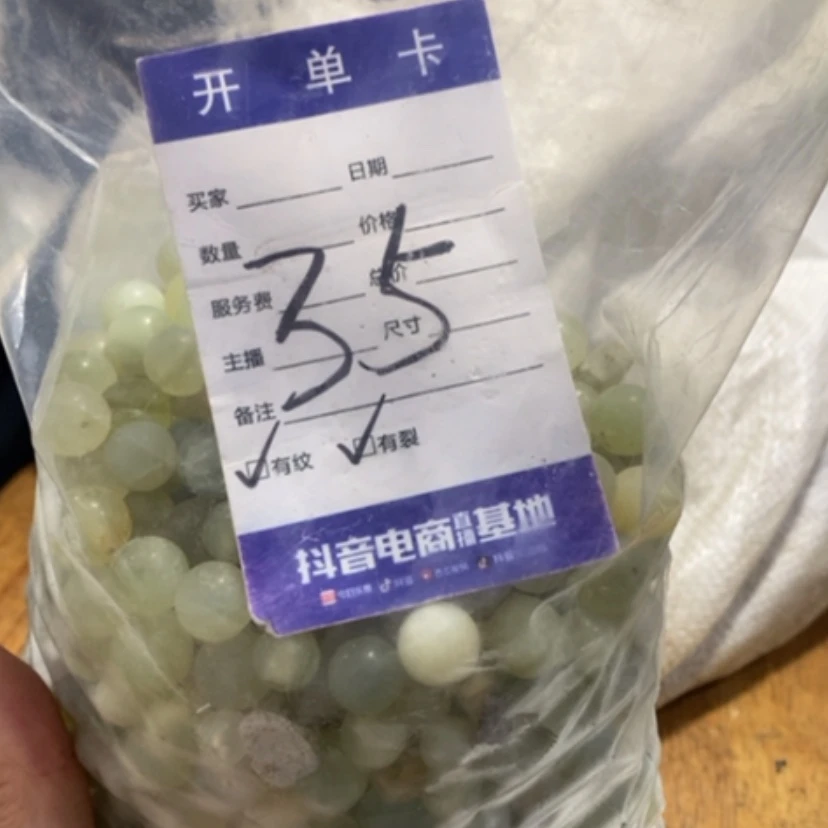 开单卡
买家 日期
数量 价格
35
服务费 总价
主播 尺寸
备注
✓□有纹 ✓□有裂
抖音电商直播基地